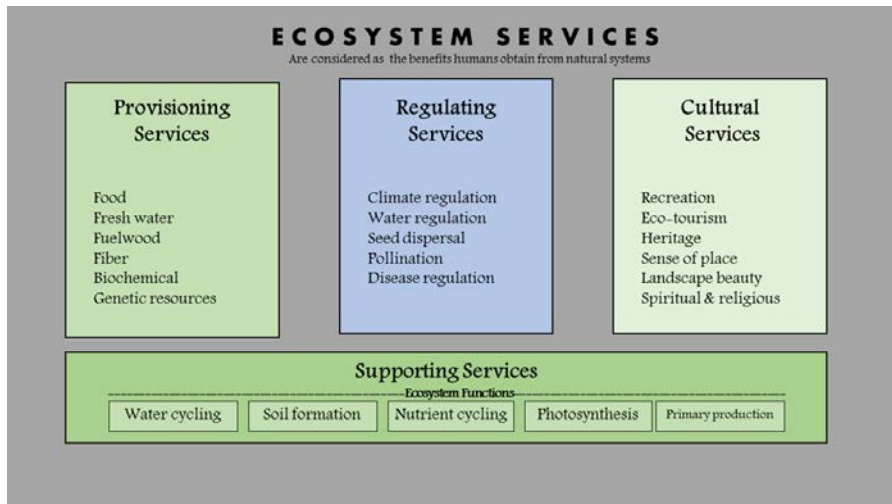 ECOSYSTEM SERVICES
Are considered as the benefits humans obtain from natural systems
Provisioning
Services
Food
Fresh water
Fuelwood
Fiber
Biochemical
Genetic resources
Regulating
Services
Climate regulation
Water regulation
Seed dispersal
Pollination
Disease regulation
Cultural
Services
Recreation
Eco-tourism
Heritage
Sense of place
Landscape beauty
Spiritual & religious
Supporting Services
Ecosystem Functions
Water cycling
Soil formation
Nutrient cycling
Photosynthesis
Primary production